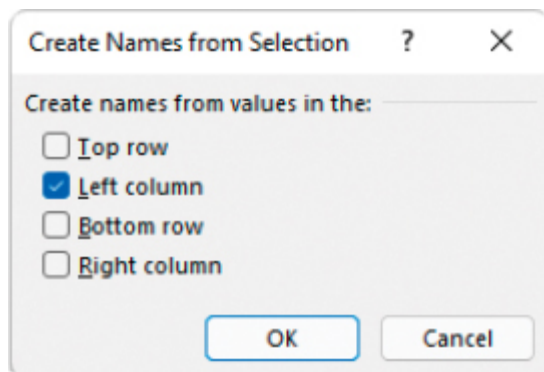 Create Names from Selection ?
Create names from values in the:
Top row
Left column
Bottom row
Right column
OK Cancel